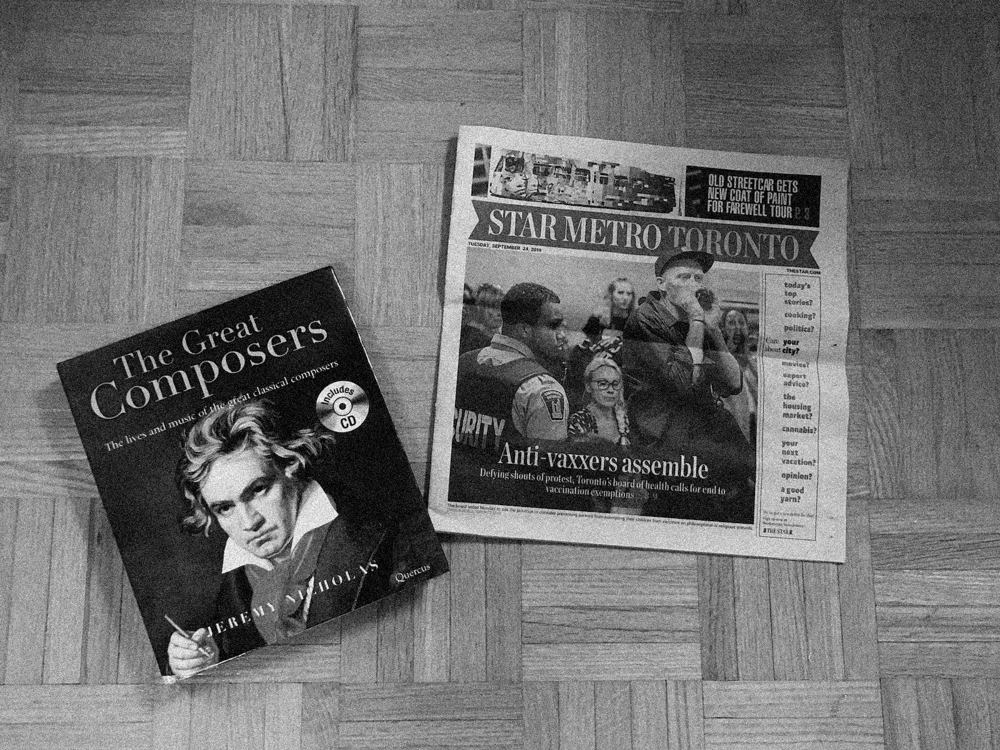 The Great
Composers
The lives and music of the great classical composers
Includes
CD
JEREMY NICHOLAS
Quercus
OLD STREETCAR GETS
NEW COAT OF PAINT
FOR FAREWELL TOUR P. 3
STAR METRO TORONTO
TUESDAY, SEPTEMBER 24, 2019
THESTAR.COM
URITY
Anti-vaxxers assemble
Defying shouts of protest, Toronto's board of health calls for end to
vaccination exemptions
The board voted Monday to ask the province to consider preventing parents from exempting their children from vaccines on philosophical or religious grounds.
today's
top
stories?
cooking?
politics?
Care your
about city?
movies?
expert
advice?
the
housing
market?
cannabis?
your
next
vacation?
opinion?
a good
yarn?
THE STAR